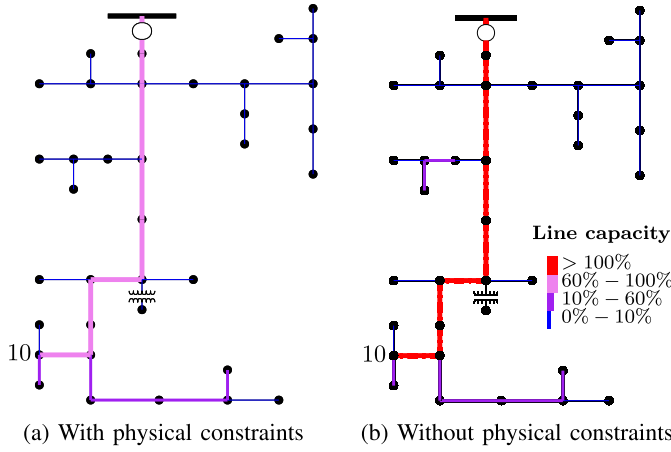 Line capacity
> 100%
60% − 100%
10% − 60%
0% − 10%
10
10
(a) With physical constraints
(b) Without physical constraints